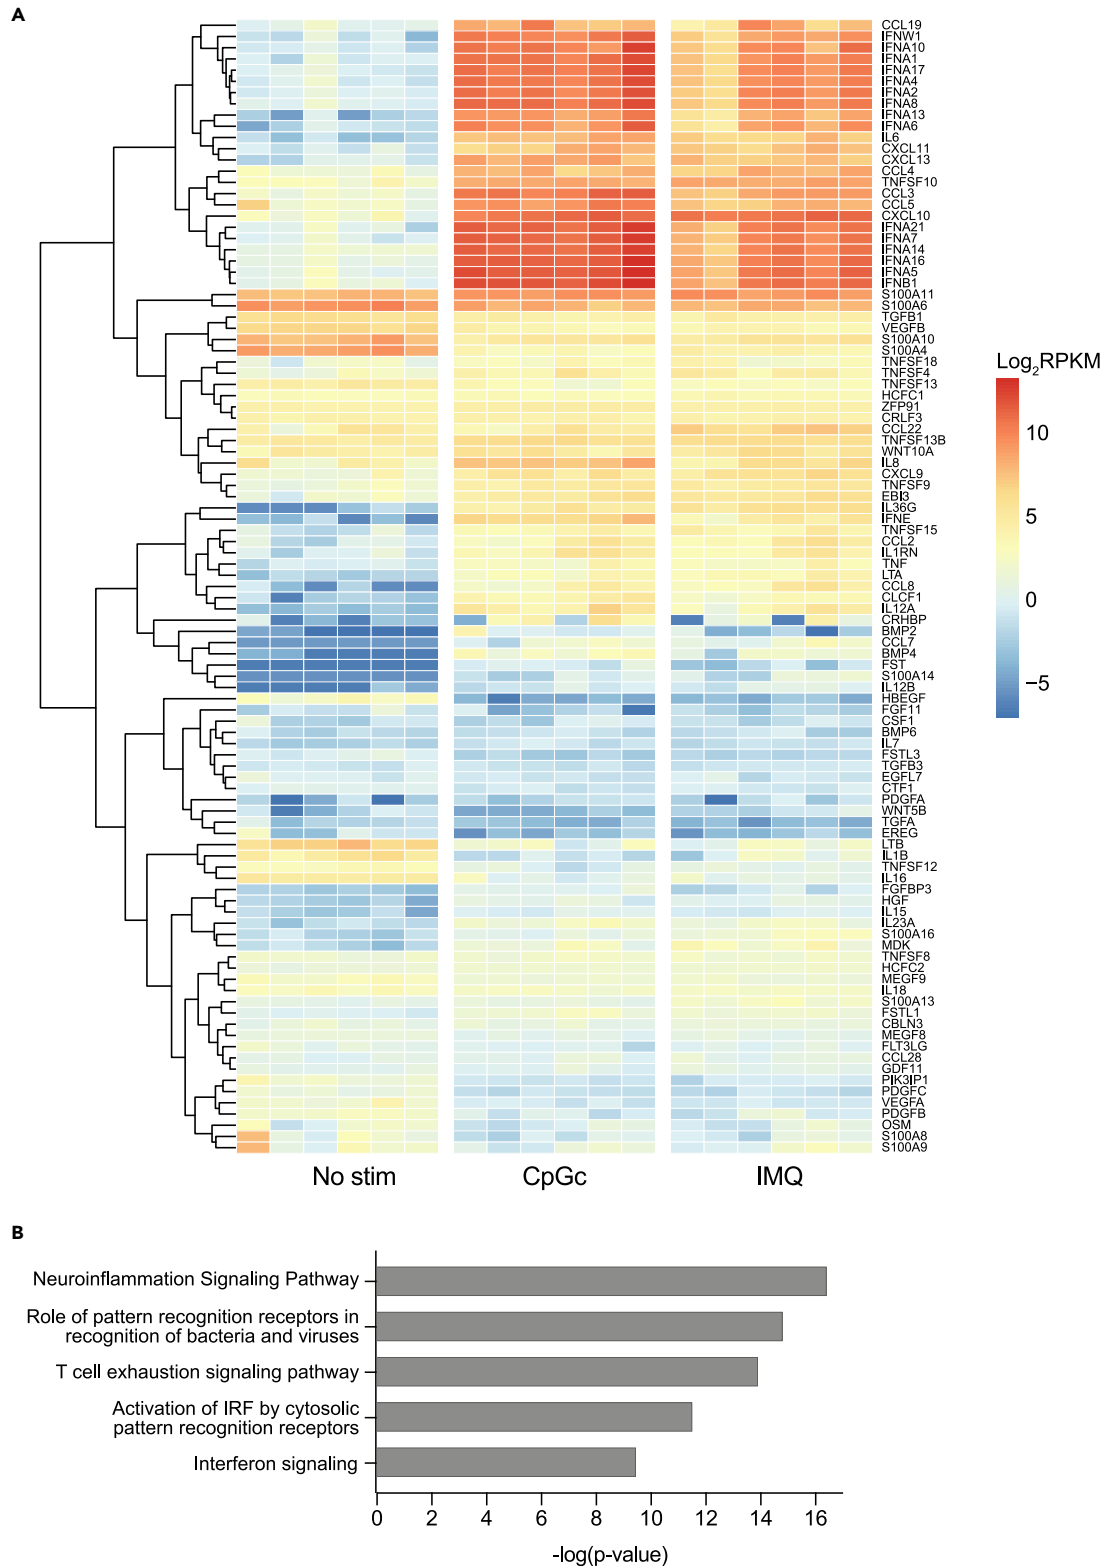 A
CCL19
IFNW1
IFNA10
IFNA1
IFNA17
IFNA4
IFNA2
IFNA8
IFNA13
IFNA6
IL6
CXCL11
CXCL13
CCL4
TNFSF10
CCL3
CCL5
CXCL10
IFNA21
IFNA7
IFNA14
IFNA16
IFNA5
IFNB1
S100A11
S100A6
TGFB1
VEGFB
S100A10
S100A4
TNFSF18
TNFSF4
TNFSF13
HCFC1
ZFP91
CRLF3
CCL22
TNFSF13B
WNT10A
IL8
CXCL9
TNFSF9
EBI3
IL36G
IFNE
TNFSF15
CCL2
IL1RN
TNF
LTA
CCL8
CLCF1
IL12A
CRHBP
BMP2
CCL7
BMP4
FST
S100A14
IL12B
HBEGF
FGF11
CSF1
BMP6
IL7
FSTL3
TGFB3
EGFL7
CTF1
PDGFA
WNT5B
TGFA
EREG
LTB
IL1B
TNFSF12
IL16
FGFBP3
HGF
IL15
IL23A
S100A16
MDK
TNFSF8
HCFC2
MEGF9
IL18
S100A13
FSTL1
CBLN3
MEGF8
FLT3LG
CCL28
GDF11
PIK3IP1
PDGFC
VEGFA
PDGFB
OSM
S100A8
S100A9
Log₂RPKM
10
5
0
−5
No stim CpGc IMQ
B
Neuroinflammation Signaling Pathway
Role of pattern recognition receptors in
recognition of bacteria and viruses
T cell exhaustion signaling pathway
Activation of IRF by cytosolic
pattern recognition receptors
Interferon signaling
0 2 4 6 8 10 12 14 16
-log(p-value)